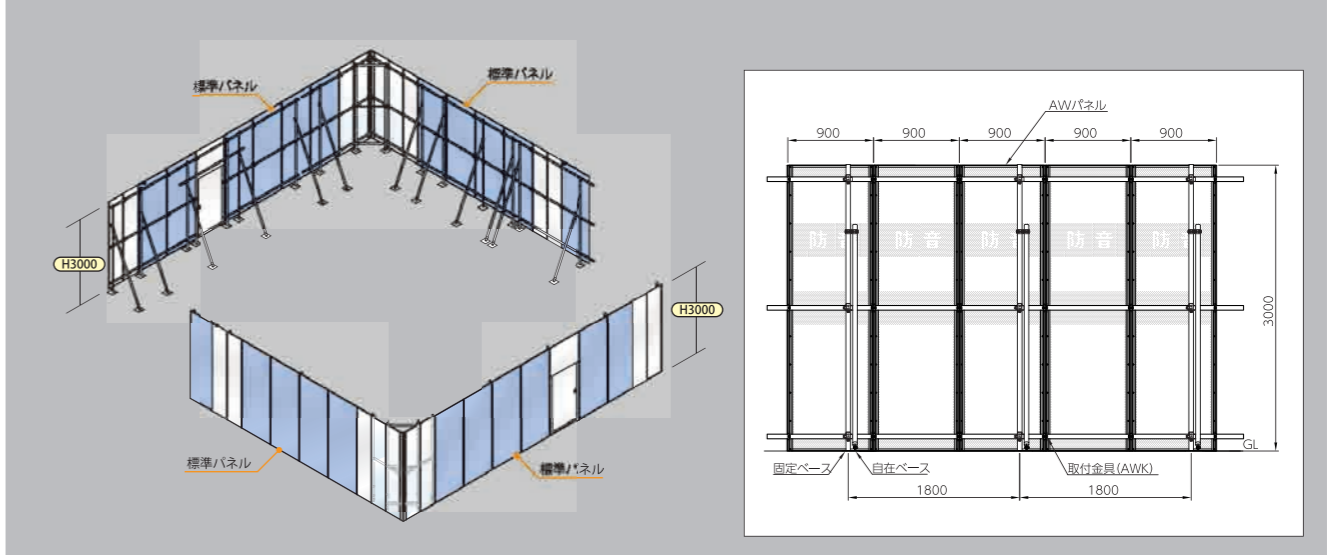 標準パネル
標準パネル
H3000
H3000
標準パネル
標準パネル
AWパネル
900
900
900
900
900
防音
防音
防音
防音
防音
3000
GL
固定ベース
自在ベース
取付金具(AWK)
1800
1800